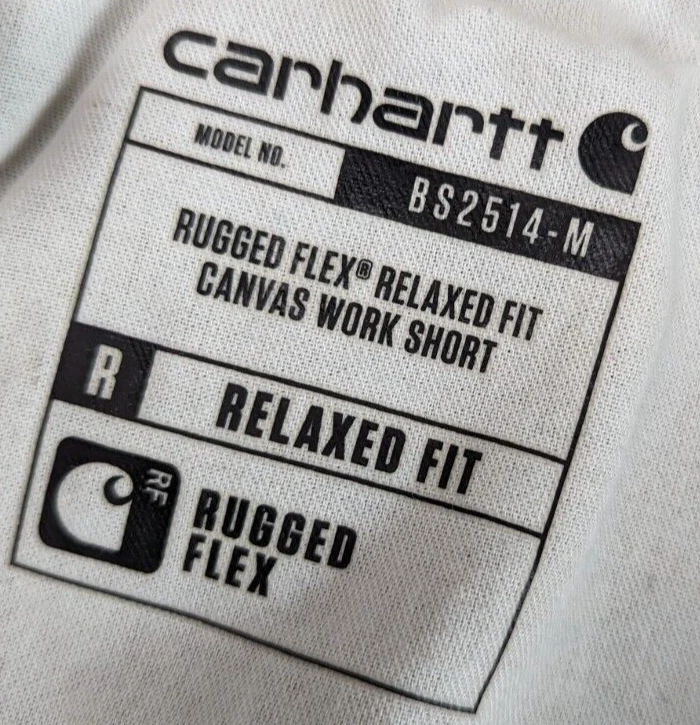 carhartt
MODEL NO. BS2514-M
RUGGED FLEX® RELAXED FIT
CANVAS WORK SHORT
R RELAXED FIT
RF
RUGGED
FLEX